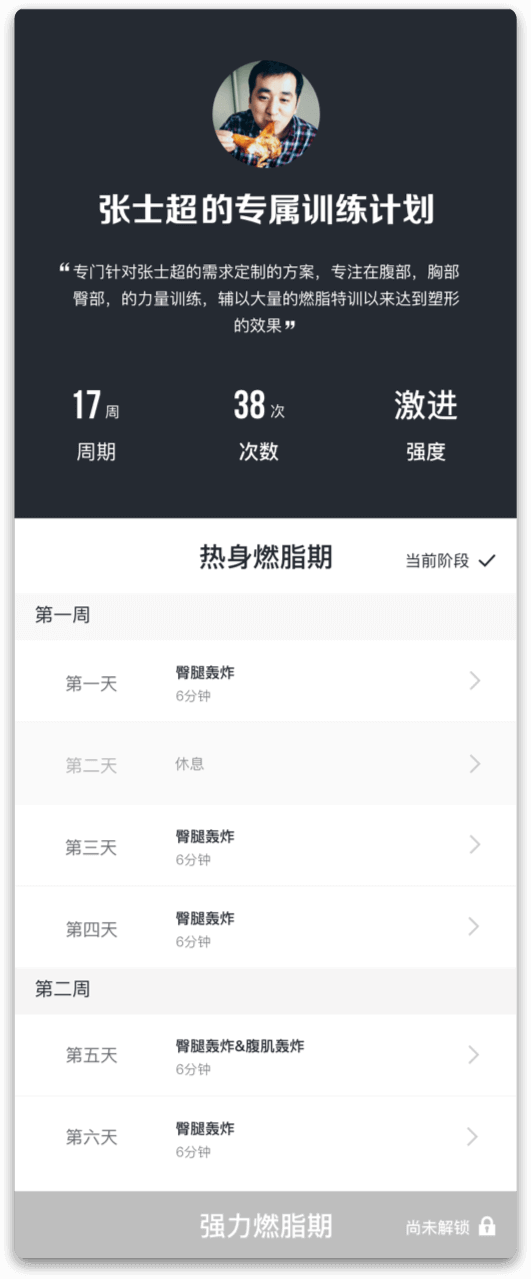 张士超的专属训练计划
“专门针对张士超的需求定制的方案，专注在腹部，胸部
臀部，的力量训练，辅以大量的燃脂特训以来达到塑形
的效果”
17周 38次 激进
周期 次数 强度
热身燃脂期 当前阶段
第一周
第一天 臀腿轰炸
6分钟
第二天 休息
第三天 臀腿轰炸
6分钟
第四天 臀腿轰炸
6分钟
第二周
第五天 臀腿轰炸&腹肌轰炸
6分钟
第六天 臀腿轰炸
6分钟
强力燃脂期 尚未解锁